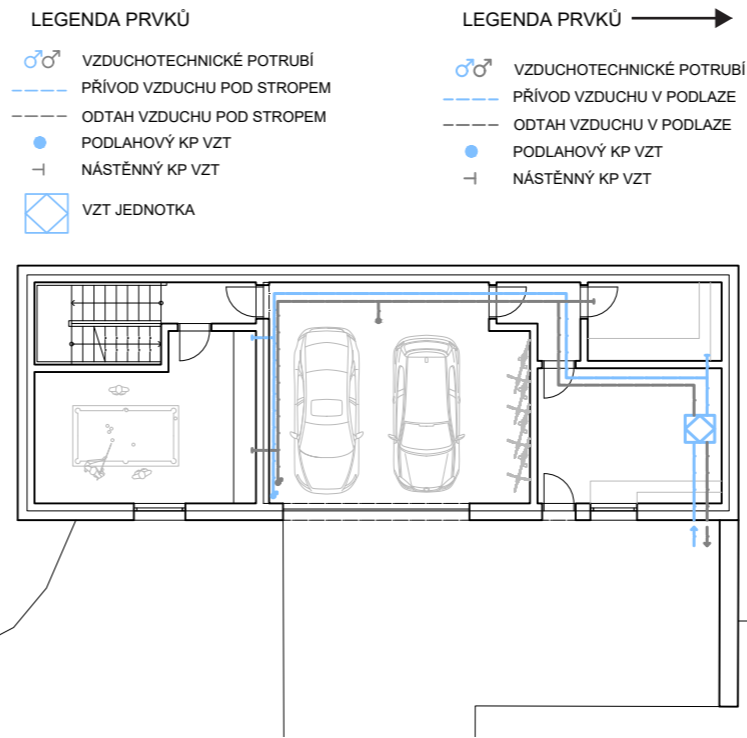 LEGENDA PRVKŮ
VZDUCHOTECHNICKÉ POTRUBÍ
PŘÍVOD VZDUCHU POD STROPEM
ODTAH VZDUCHU POD STROPEM
PODLAHOVÝ KP VZT
NÁSTĚNNÝ KP VZT
VZT JEDNOTKA
LEGENDA PRVKŮ
VZDUCHOTECHNICKÉ POTRUBÍ
PŘÍVOD VZDUCHU V PODLAZE
ODTAH VZDUCHU V PODLAZE
PODLAHOVÝ KP VZT
NÁSTĚNNÝ KP VZT